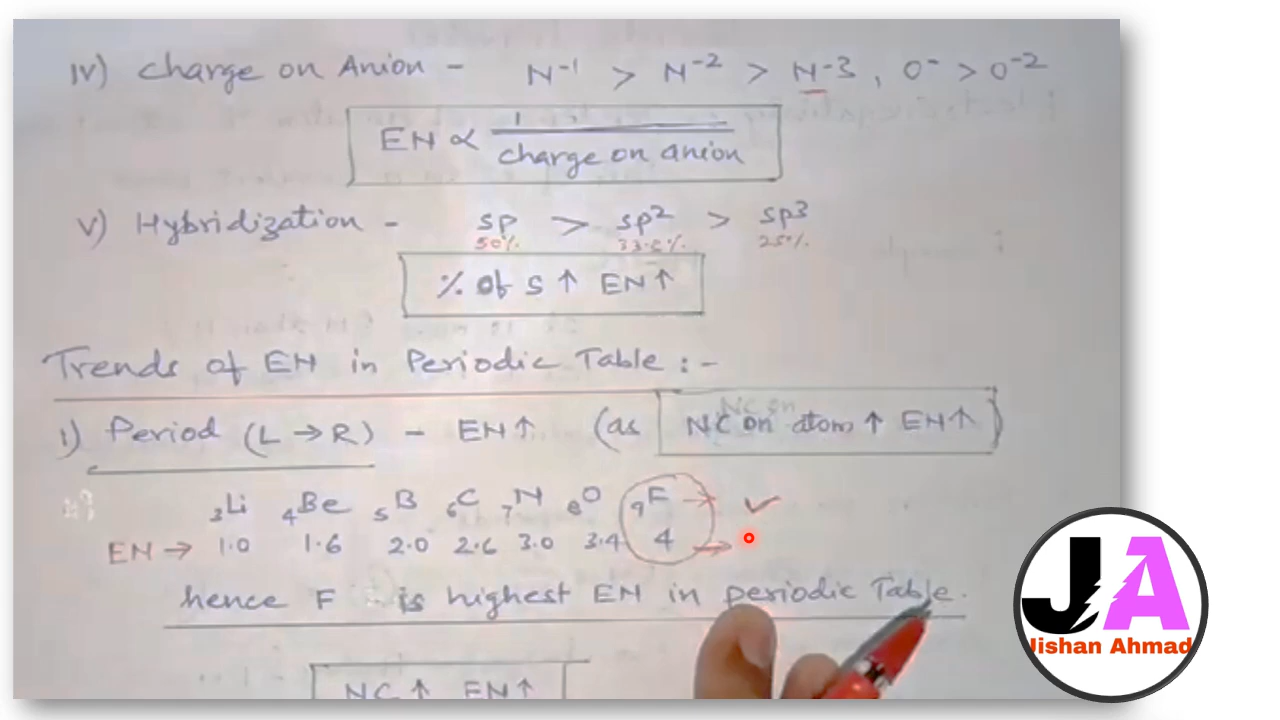 iv) Charge on Anion - N-1 > N-2 > N-3, O- > O-2
EN ∝ 1
charge on anion
v) Hybridization - sp > sp2 > sp3
50% 33.3% 25%
% of S ↑ EN ↑
Trends of EN in Periodic Table :-
i) Period (L → R) - EN ↑ (as NC on atom ↑ EN ↑)
3Li 4Be 5B 6C 7N 8O 9F → ✓
EN → 1.0 1.6 2.0 2.6 3.0 3.4 4 →
hence F is highest EN in periodic Table.
NC ↑ EN ↑
JA
Jishan Ahmad